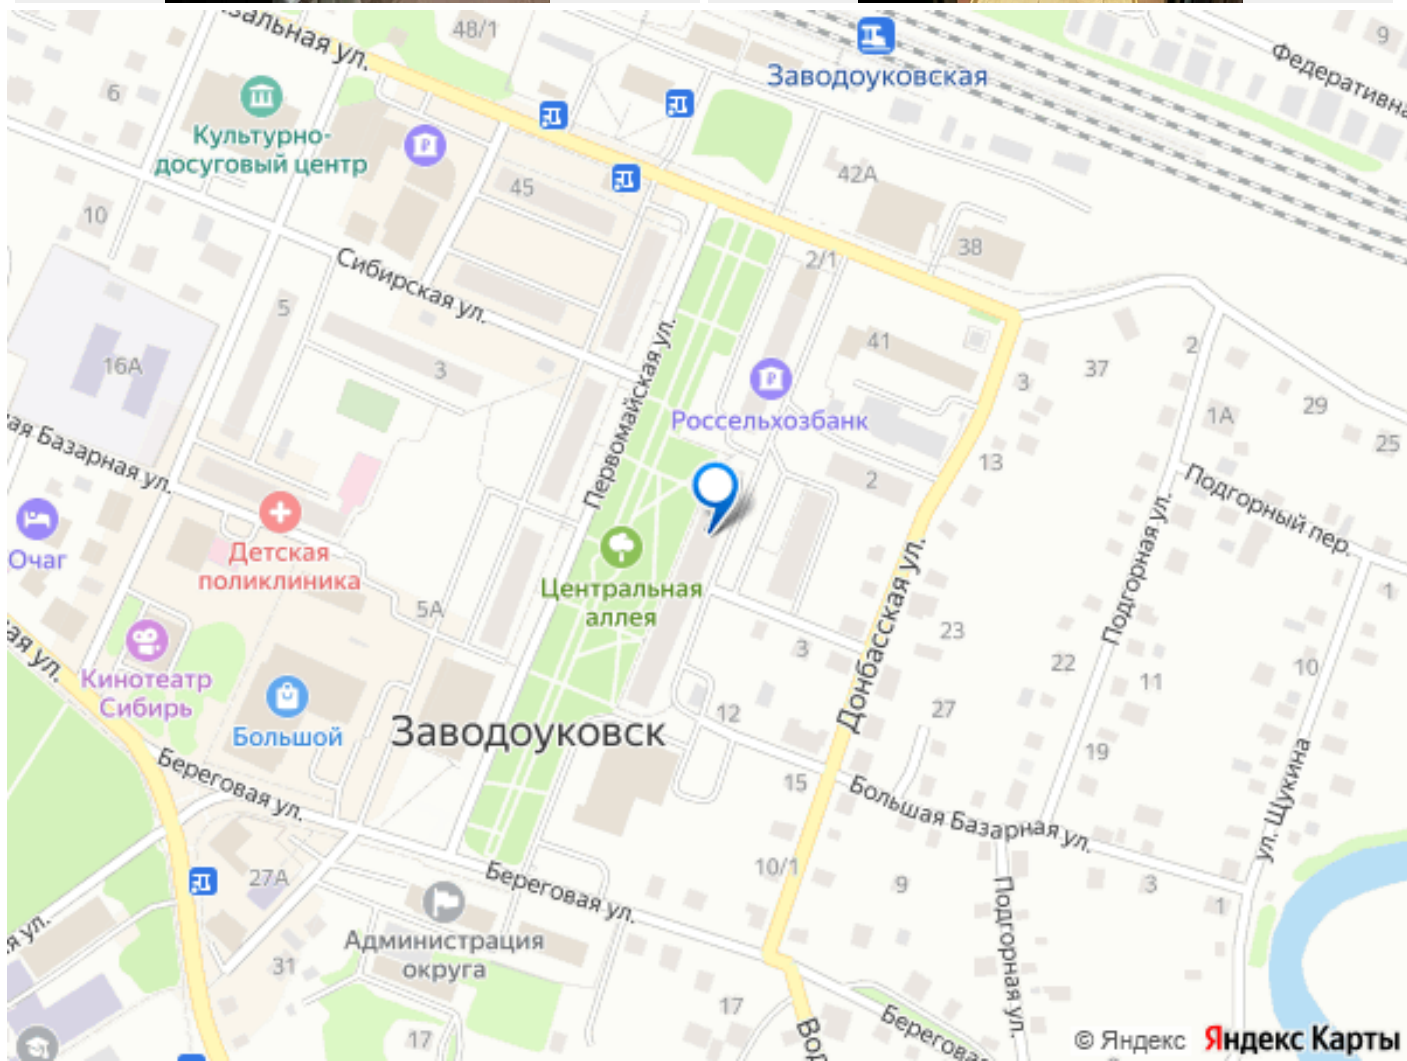 48/1
9
Заводоуковская
Федеративна
6
Культурно-
досуговый центр
45
42А
10
38
2/1
Сибирская ул.
5
41
16А
3
Первомайская ул.
2
37
3
1А
29
25
Россельхозбанк
ая Базарная ул.
13
2
Подгорный пер.
Очаг
Детская
поликлиника
Подгорная ул.
1
Центральная
аллея
5А
Донбасская ул.
23
3
22
10
11
ая ул.
Кинотеатр
Сибирь
Большой
Заводоуковск
12
27
19
15
Береговая ул.
Большая Базарная ул.
ул. Щукина
27А
Береговая ул.
10/1
9
3
1
Подгорная ул.
я ул.
Администрация
округа
31
17
17
Вор
Береговая
© Яндекс Яндекс Карты